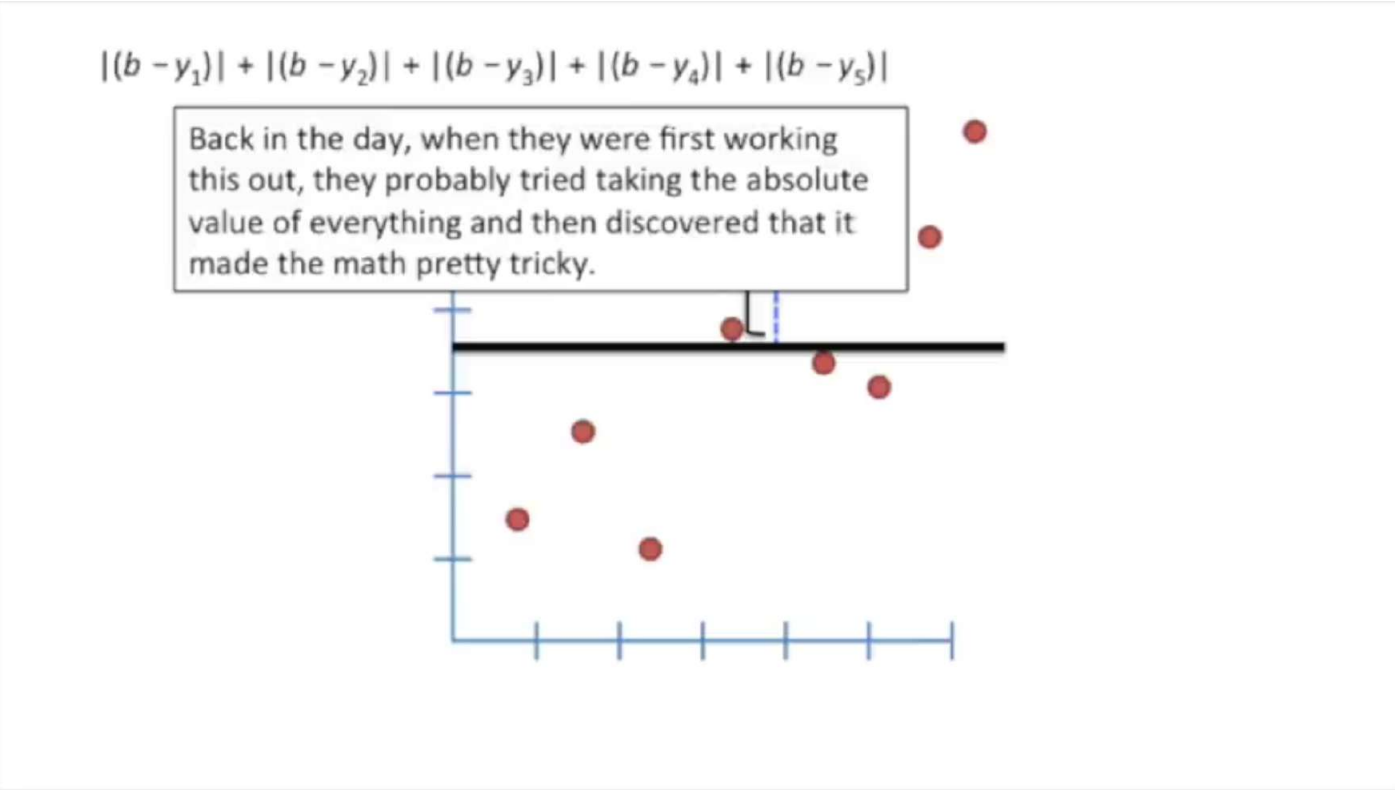 |(b – y₁)| + |(b – y₂)| + |(b – y₃)| + |(b – y₄)| + |(b – y₅)|
Back in the day, when they were first working
this out, they probably tried taking the absolute
value of everything and then discovered that it
made the math pretty tricky.